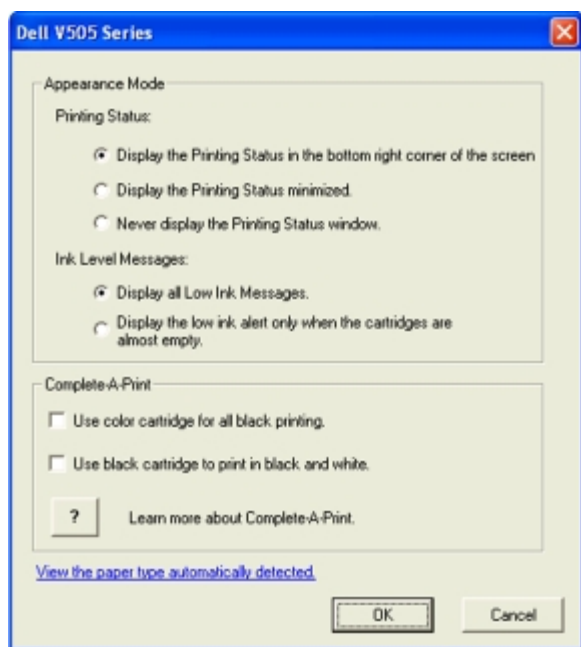 Dell V505 Series
Appearance Mode
Printing Status:
Display the Printing Status in the bottom right corner of the screen
Display the Printing Status minimized.
Never display the Printing Status window.
Ink Level Messages:
Display all Low Ink Messages.
Display the low ink alert only when the cartridges are
almost empty.
Complete-A-Print
Use color cartridge for all black printing.
Use black cartridge to print in black and white.
? Learn more about Complete-A-Print.
View the paper type automatically detected.
OK Cancel